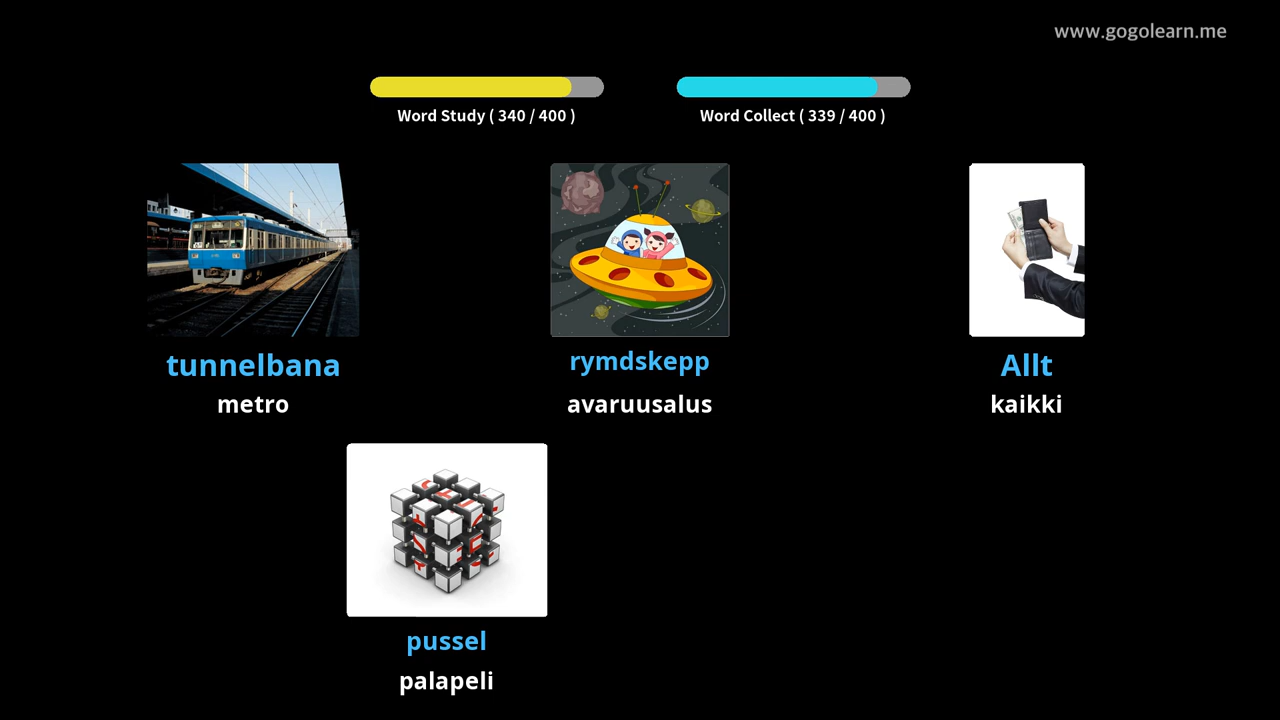 www.gogolearn.me
Word Study ( 340 / 400 )
Word Collect ( 339 / 400 )
tunnelbana
metro
rymdskepp
avaruusalus
Allt
kaikki
pussel
palapeli